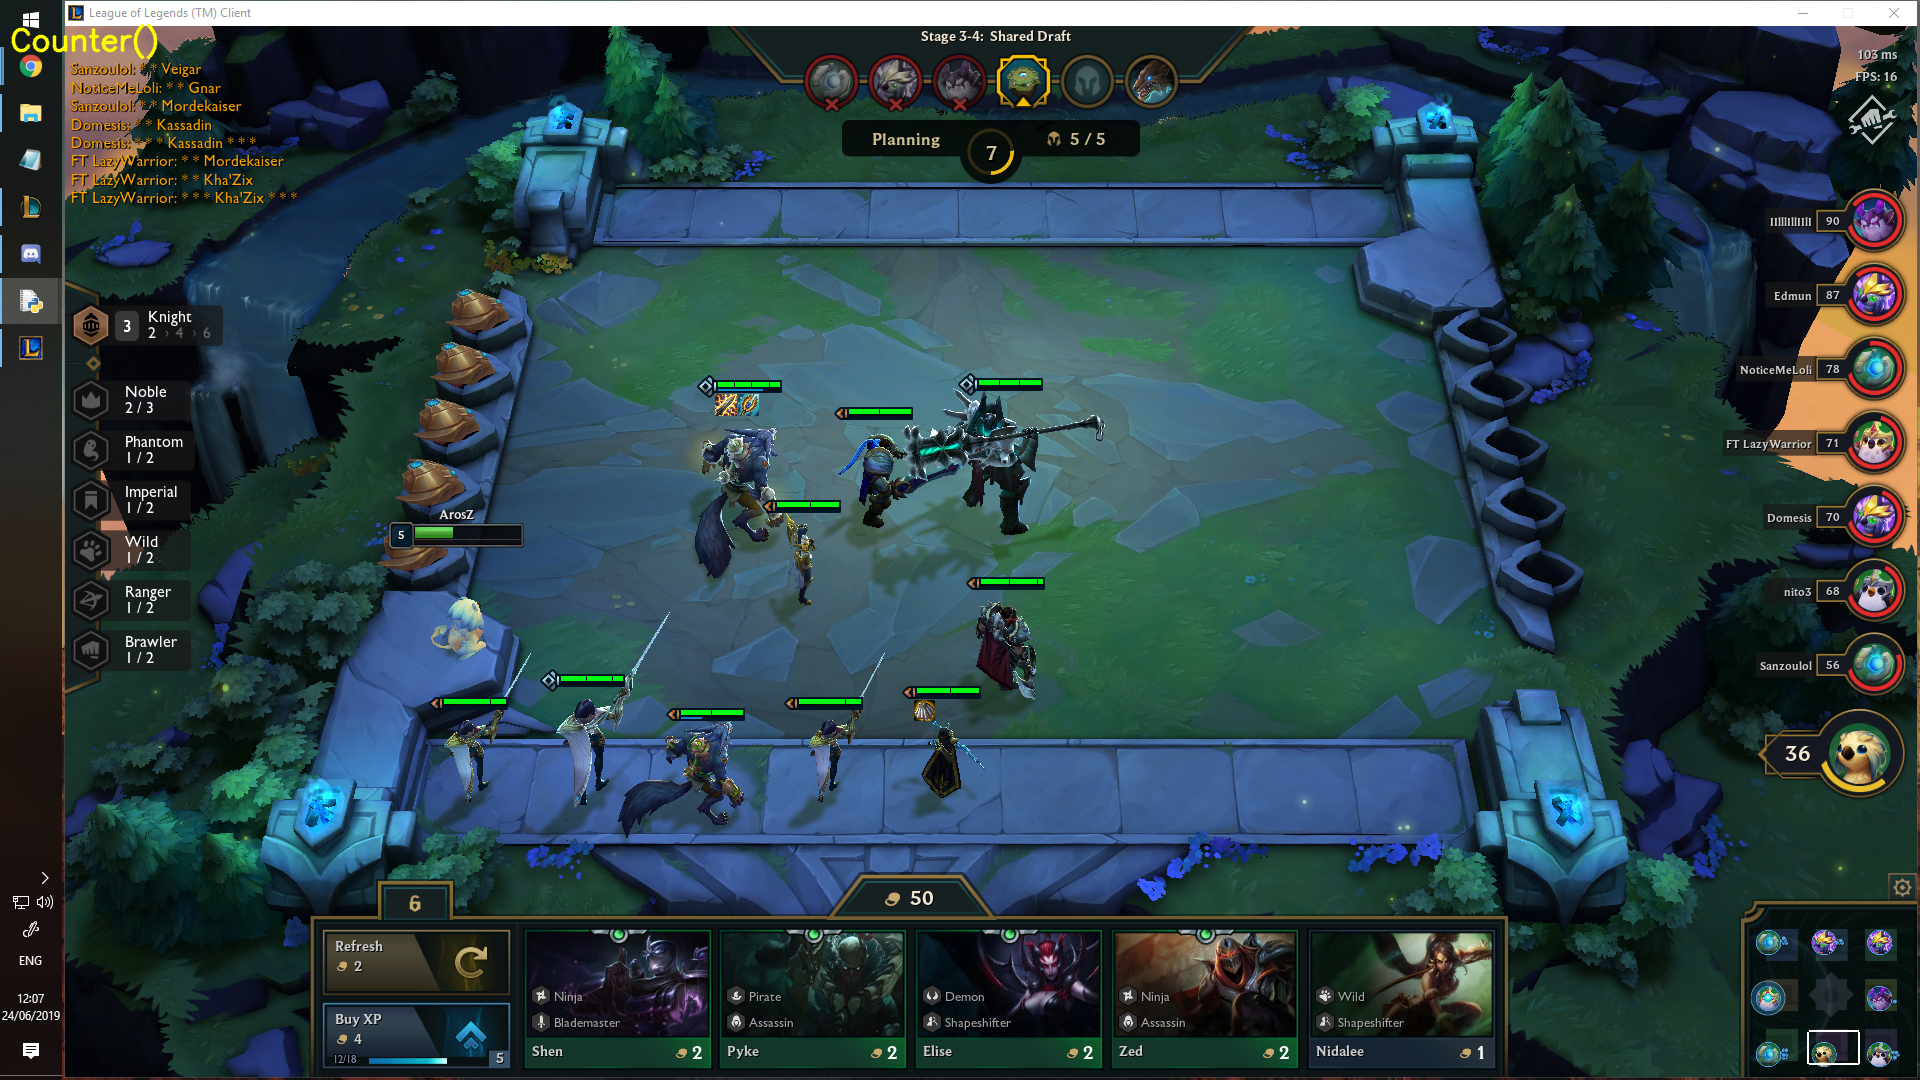 League of Legends (TM) Client
Counter()
Sanzoulol: * * Veigar
NoticeMeLoli: * * Gnar
Sanzoulol: * * Mordekaiser
Domesis: * * Kassadin
Domesis: * * * Kassadin * * *
FT LazyWarrior: * * Mordekaiser
FT LazyWarrior: * * Kha'Zix
FT LazyWarrior: * * * Kha'Zix * * *
Stage 3-4: Shared Draft
Planning
7
5 / 5
103 ms
FPS: 16
3
Knight
2 › 4 › 6
Noble
2 / 3
Phantom
1 / 2
Imperial
1 / 2
Wild
1 / 2
Ranger
1 / 2
Brawler
1 / 2
ArosZ
5
90
Edmun 87
NoticeMeLoli 78
FT LazyWarrior 71
Domesis 70
nito3 68
Sanzoulol 56
36
6
50
Refresh
2
Buy XP
4
12/18
5
Ninja
Blademaster
Shen 2
Pirate
Assassin
Pyke 2
Demon
Shapeshifter
Elise 2
Ninja
Assassin
Zed 2
Wild
Shapeshifter
Nidalee 1
ENG
12:07
24/06/2019